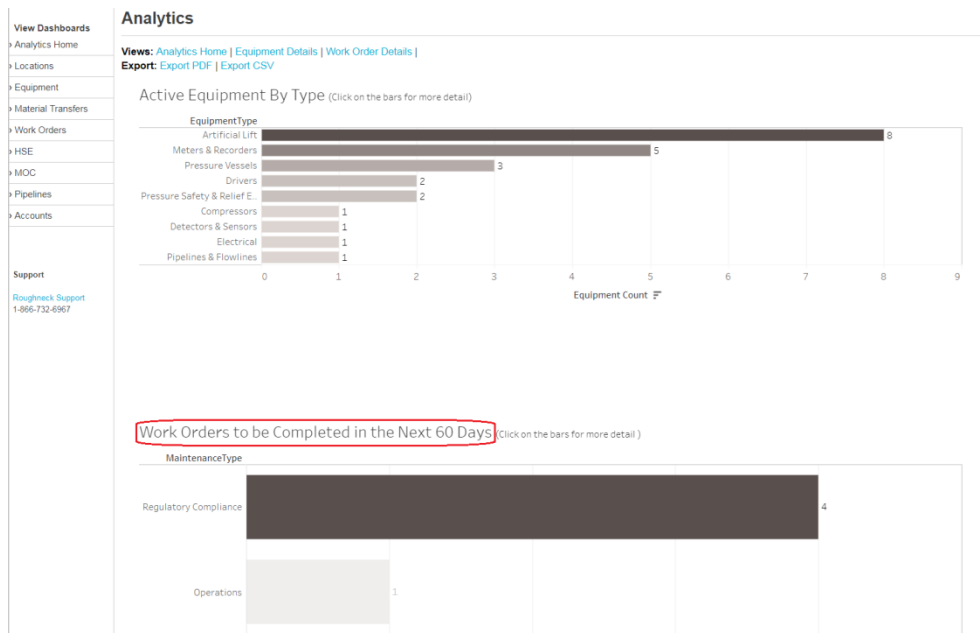 View Dashboards
› Analytics Home
› Locations
› Equipment
› Material Transfers
› Work Orders
› HSE
› MOC
› Pipelines
› Accounts
Support
Roughneck Support
1-866-732-6967
Analytics
Views: Analytics Home | Equipment Details | Work Order Details |
Export: Export PDF | Export CSV
Active Equipment By Type (Click on the bars for more detail)
EquipmentType
Artificial Lift 8
Meters & Recorders 5
Pressure Vessels 3
Drivers 2
Pressure Safety & Relief E.. 2
Compressors 1
Detectors & Sensors 1
Electrical 1
Pipelines & Flowlines 1
0 1 2 3 4 5 6 7 8 9
Equipment Count
Work Orders to be Completed in the Next 60 Days (Click on the bars for more detail )
MaintenanceType
Regulatory Compliance 4
Operations 1